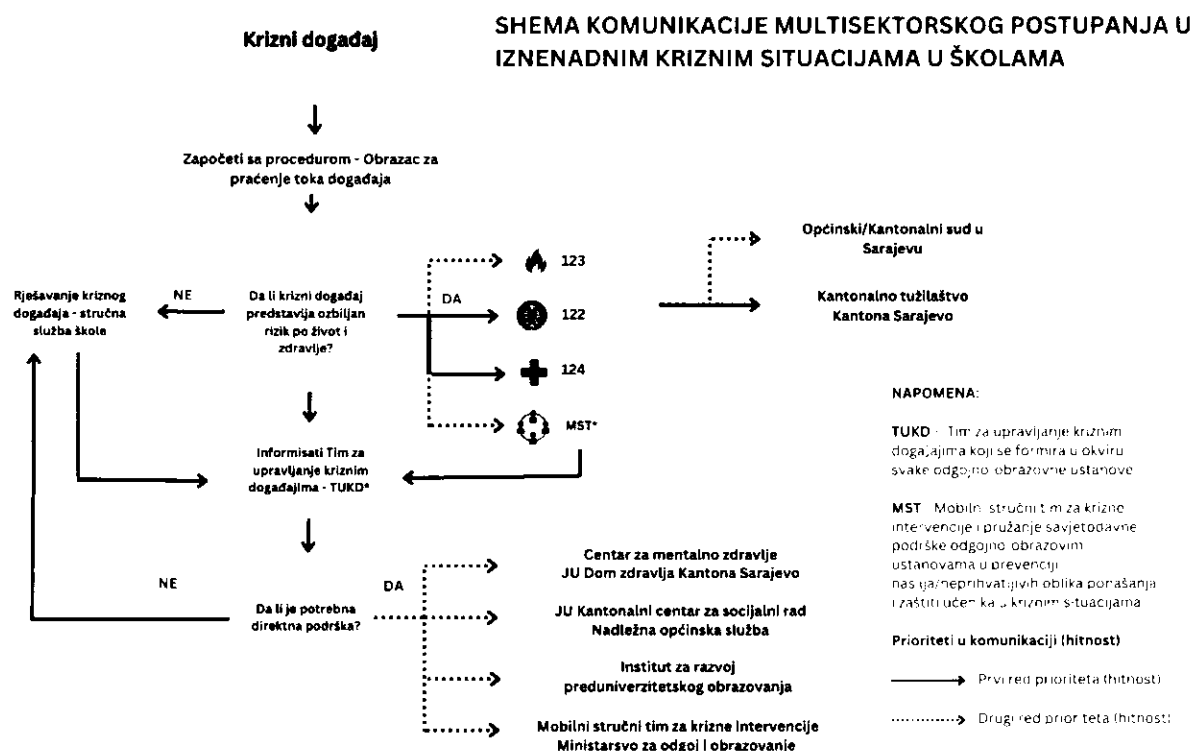 Krizni događaj
SHEMA KOMUNIKACIJE MULTISEKTORSKOG POSTUPANJA U
IZNENADNIM KRIZNIM SITUACIJAMA U ŠKOLAMA
Započeti sa procedurom - Obrazac za
praćenje toka događaja
Rješavanje kriznog
događaja - stručna
služba škole
NE
Da li krizni događaj
predstavlja ozbiljan
rizik po život i
zdravlje?
DA
123
122
124
MST*
Općinski/Kantonalni sud u
Sarajevu
Kantonalno tužilaštvo
Kantona Sarajevo
Informisati Tim za
upravljanje kriznim
događajima - TUKD*
NE
Da li je potrebna
direktna podrška?
DA
Centar za mentalno zdravlje
JU Dom zdravlja Kantona Sarajevo
JU Kantonalni centar za socijalni rad
Nadležna općinska služba
Institut za razvoj
preduniverzitetskog obrazovanja
Mobilni stručni tim za krizne intervencije
Ministarsvo za odgoj i obrazovanje
NAPOMENA:
TUKD - Tim za upravijanje kriznim
događajima koji se formira u okviru
svake odgojno obrazovne ustanove
MST Mobilni stručni tim za krizne
intervencije i pružanje savjetodavne
podrške odgojno obrazovim
ustanovama u prevenciji
nasilja/neprihvatljivih oblika ponašanja
i zaštiti učenika u kriznim situacijama
Prioriteti u komunikaciji (hitnost)
Prvi red prioriteta (hitnost)
Drugi red prioriteta (hitnost)